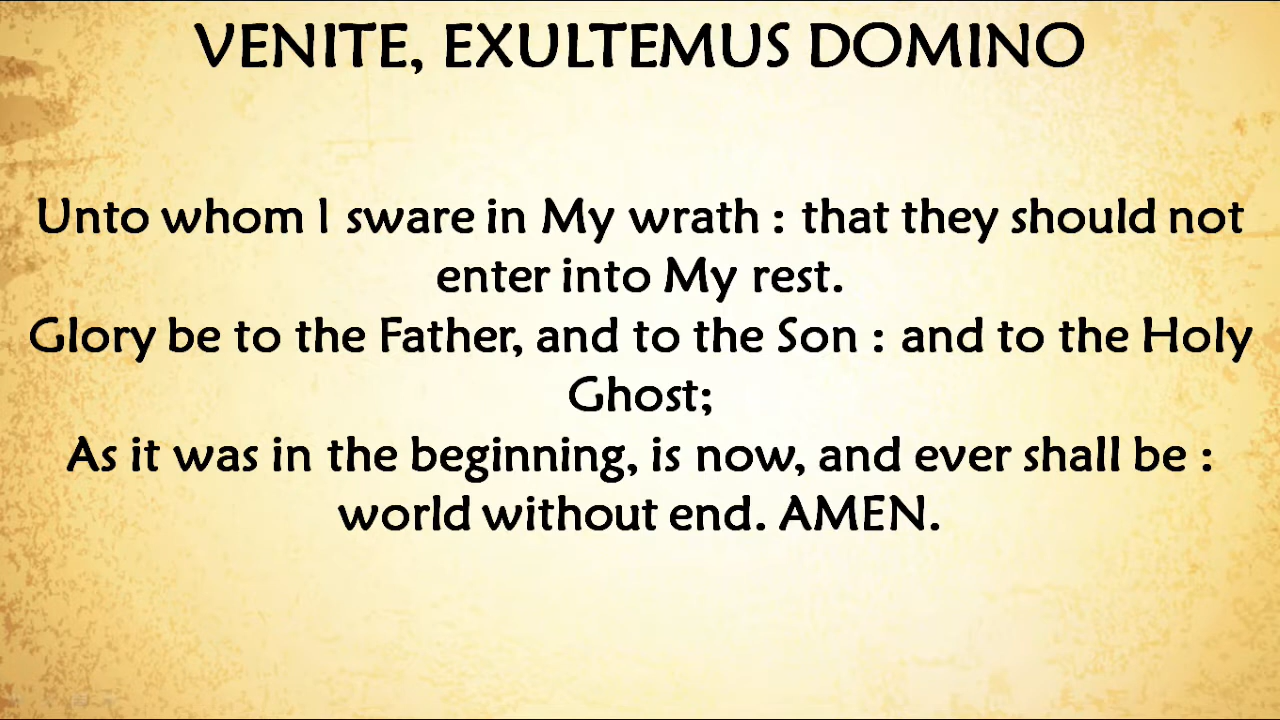 VENITE, EXULTEMUS DOMINO
Unto whom I sware in My wrath : that they should not
enter into My rest.
Glory be to the Father, and to the Son : and to the Holy
Ghost;
As it was in the beginning, is now, and ever shall be :
world without end. AMEN.